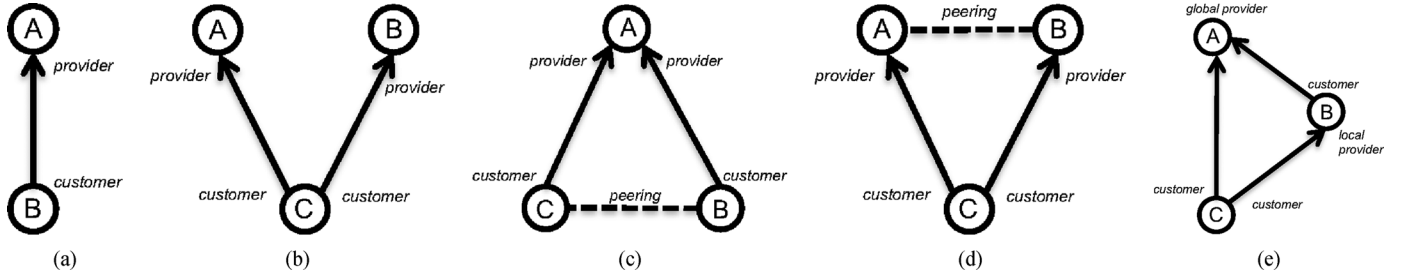 A
provider
customer
B
(a)
A
B
provider
provider
customer
customer
C
(b)
A
provider
provider
customer
customer
peering
C
B
(c)
peering
A
B
provider
provider
customer
customer
C
(d)
global provider
A
customer
B
local
provider
customer
C
customer
(e)